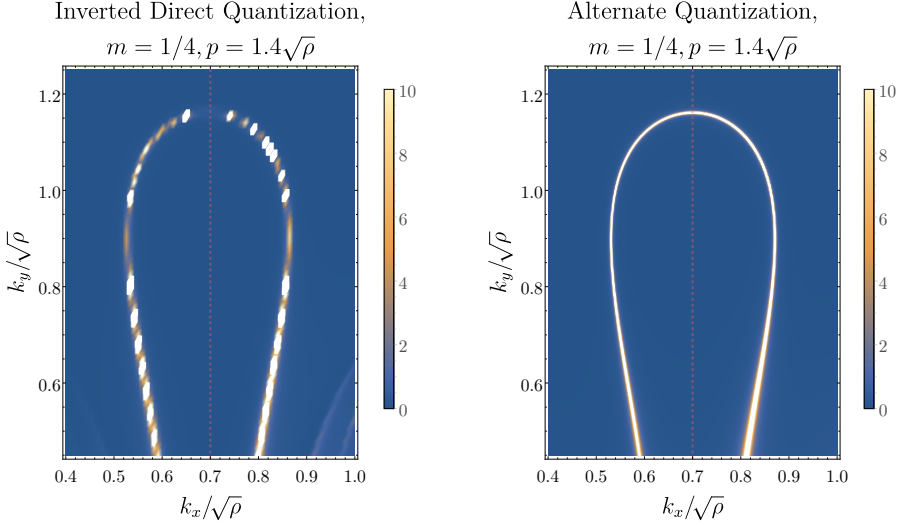 Inverted Direct Quantization,
m = 1/4, p = 1.4√ρ
1.2
1.0
0.8
0.6
k_y/√ρ
0.4 0.5 0.6 0.7 0.8 0.9 1.0
k_x/√ρ
10
8
6
4
2
0
Alternate Quantization,
m = 1/4, p = 1.4√ρ
1.2
1.0
0.8
0.6
k_y/√ρ
0.4 0.5 0.6 0.7 0.8 0.9 1.0
k_x/√ρ
10
8
6
4
2
0